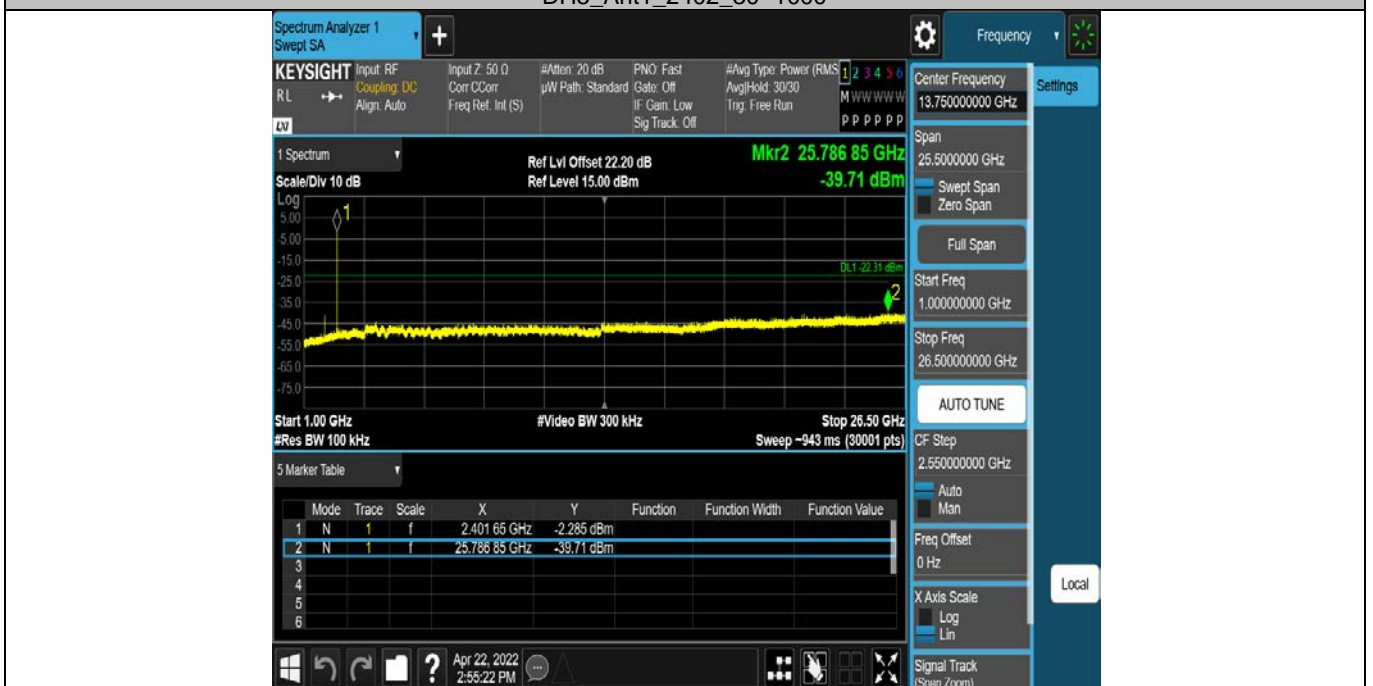 Spectrum Analyzer 1
Swept SA
+
Frequency
KEYSIGHT
RL
LXI
Input: RF
Coupling: DC
Align: Auto
Input Z: 50 Ω
Corr CCorr
Freq Ref: Int (S)
#Atten: 20 dB
µW Path: Standard
PNO: Fast
Gate: Off
IF Gain: Low
Sig Track: Off
#Avg Type: Power (RMS
Avg|Hold: 30/30
Trig: Free Run
1 2 3 4 5 6
M W W W W W
P P P P P P
Center Frequency
13.750000000 GHz
Settings
1 Spectrum
Ref Lvl Offset 22.20 dB
Mkr2 25.786 85 GHz
Scale/Div 10 dB
Ref Level 15.00 dBm
-39.71 dBm
Span
25.5000000 GHz
Swept Span
Zero Span
Full Span
Log
5.00
-5.00
-15.0
-25.0
-35.0
-45.0
-55.0
-65.0
-75.0
1
DL1 -22.31 dBm
2
Start Freq
1.000000000 GHz
Stop Freq
26.500000000 GHz
AUTO TUNE
Start 1.00 GHz
#Video BW 300 kHz
Stop 26.50 GHz
#Res BW 100 kHz
Sweep ~943 ms (30001 pts)
CF Step
2.550000000 GHz
Auto
Man
5 Marker Table
Mode Trace Scale X Y Function Function Width Function Value
1 N 1 f 2.401 65 GHz -2.285 dBm
2 N 1 f 25.786 85 GHz -39.71 dBm
3
4
5
6
Freq Offset
0 Hz
X Axis Scale
Log
Lin
Local
Signal Track
(Span Zoom)
?
Apr 22, 2022
2:55:22 PM